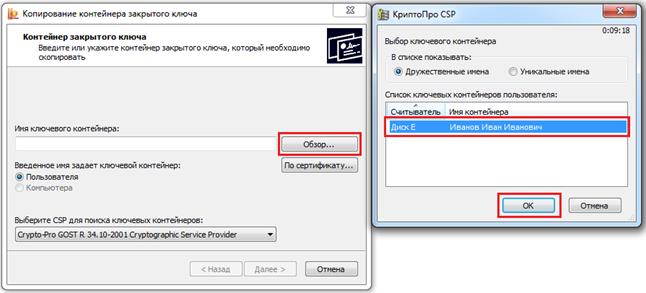 Копирование контейнера закрытого ключа
Контейнер закрытого ключа
Введите или укажите контейнер закрытого ключа, который необходимо
скопировать
Имя ключевого контейнера:
Обзор...
Введенное имя задает ключевой контейнер:
По сертификату...
Пользователя
Компьютера
Выберите CSP для поиска ключевых контейнеров:
Crypto-Pro GOST R 34.10-2001 Cryptographic Service Provider
< Назад
Далее >
Отмена
КриптоПро CSP
0:09:18
Выбор ключевого контейнера
В списке показывать:
Дружественные имена
Уникальные имена
Список ключевых контейнеров пользователя:
Считыватель Имя контейнера
Диск E Иванов Иван Иванович
OK
Отмена